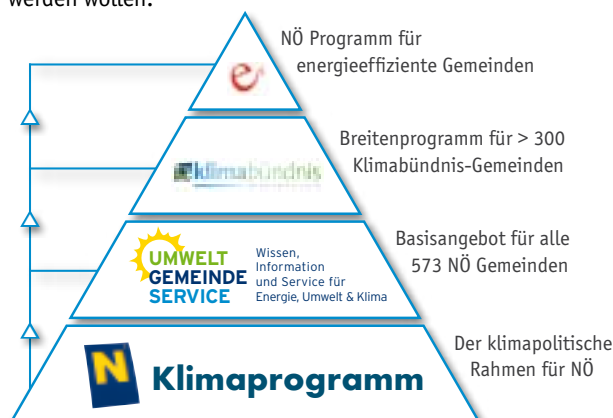 werden wollen.
NÖ Programm für
energieeffiziente Gemeinden
e
Breitenprogramm für > 300
Klimabündnis-Gemeinden
klimabündnis
Basisangebot für alle
573 NÖ Gemeinden
UMWELT
GEMEINDE
SERVICE
Wissen,
Information
und Service für
Energie, Umwelt & Klima
Der klimapolitische
Rahmen für NÖ
N
Klimaprogramm